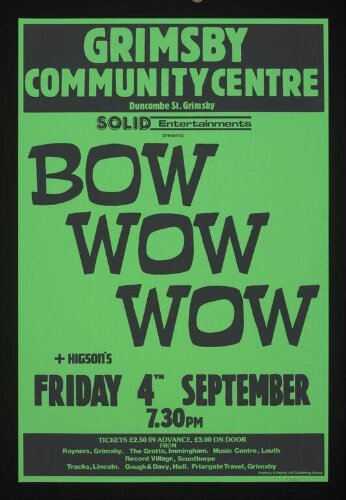 GRIMSBY
COMMUNITY CENTRE
Duncombe St. Grimsby
SOLID Entertainments
presents
BOW
WOW
WOW
+ HIGSON'S
FRIDAY 4TH SEPTEMBER
7.30PM
TICKETS £2.50 IN ADVANCE, £3.00 ON DOOR
FROM
Rayners, Grimsby. The Grotto, Immingham. Music Centre, Louth
Record Village, Scunthorpe
Tracks, Lincoln. Gough & Davy, Hull. Friargate Travel, Grimsby